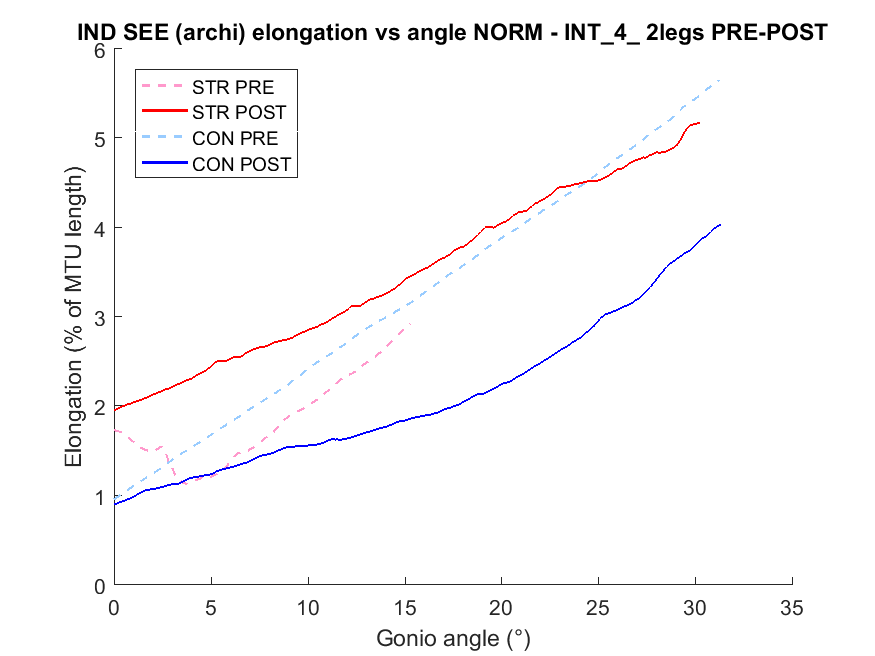 IND SEE (archi) elongation vs angle NORM - INT_4_ 2legs PRE-POST
6
5
4
3
2
1
0
Elongation (% of MTU length)
STR PRE
STR POST
CON PRE
CON POST
0 5 10 15 20 25 30 35
Gonio angle (°)